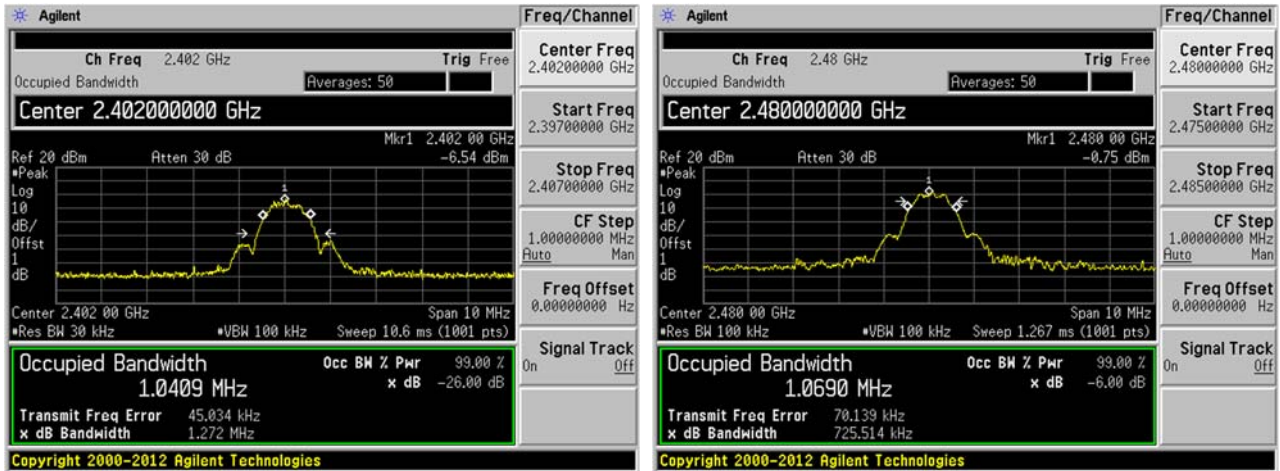 Agilent
Freq/Channel
Ch Freq 2.402 GHz Trig Free
Occupied Bandwidth Averages: 50
Center 2.402000000 GHz
Mkr1 2.402 00 GHz
Ref 20 dBm Atten 30 dB -6.54 dBm
#Peak
Log
10
dB/
Offst
1
dB
1
Center 2.402 00 GHz Span 10 MHz
#Res BW 30 kHz #VBW 100 kHz Sweep 10.6 ms (1001 pts)
Occupied Bandwidth Occ BW % Pwr 99.00 %
1.0409 MHz x dB -26.00 dB
Transmit Freq Error 45.034 kHz
x dB Bandwidth 1.272 MHz
Copyright 2000-2012 Agilent Technologies
Center Freq
2.40200000 GHz
Start Freq
2.39700000 GHz
Stop Freq
2.40700000 GHz
CF Step
1.00000000 MHz
Auto Man
Freq Offset
0.00000000 Hz
Signal Track
On Off
Agilent
Freq/Channel
Ch Freq 2.48 GHz Trig Free
Occupied Bandwidth Averages: 50
Center 2.480000000 GHz
Mkr1 2.480 00 GHz
Ref 20 dBm Atten 30 dB -0.75 dBm
#Peak
Log
10
dB/
Offst
1
dB
1
Center 2.480 00 GHz Span 10 MHz
#Res BW 100 kHz #VBW 100 kHz Sweep 1.267 ms (1001 pts)
Occupied Bandwidth Occ BW % Pwr 99.00 %
1.0690 MHz x dB -6.00 dB
Transmit Freq Error 70.139 kHz
x dB Bandwidth 725.514 kHz
Copyright 2000-2012 Agilent Technologies
Center Freq
2.48000000 GHz
Start Freq
2.47500000 GHz
Stop Freq
2.48500000 GHz
CF Step
1.00000000 MHz
Auto Man
Freq Offset
0.00000000 Hz
Signal Track
On Off